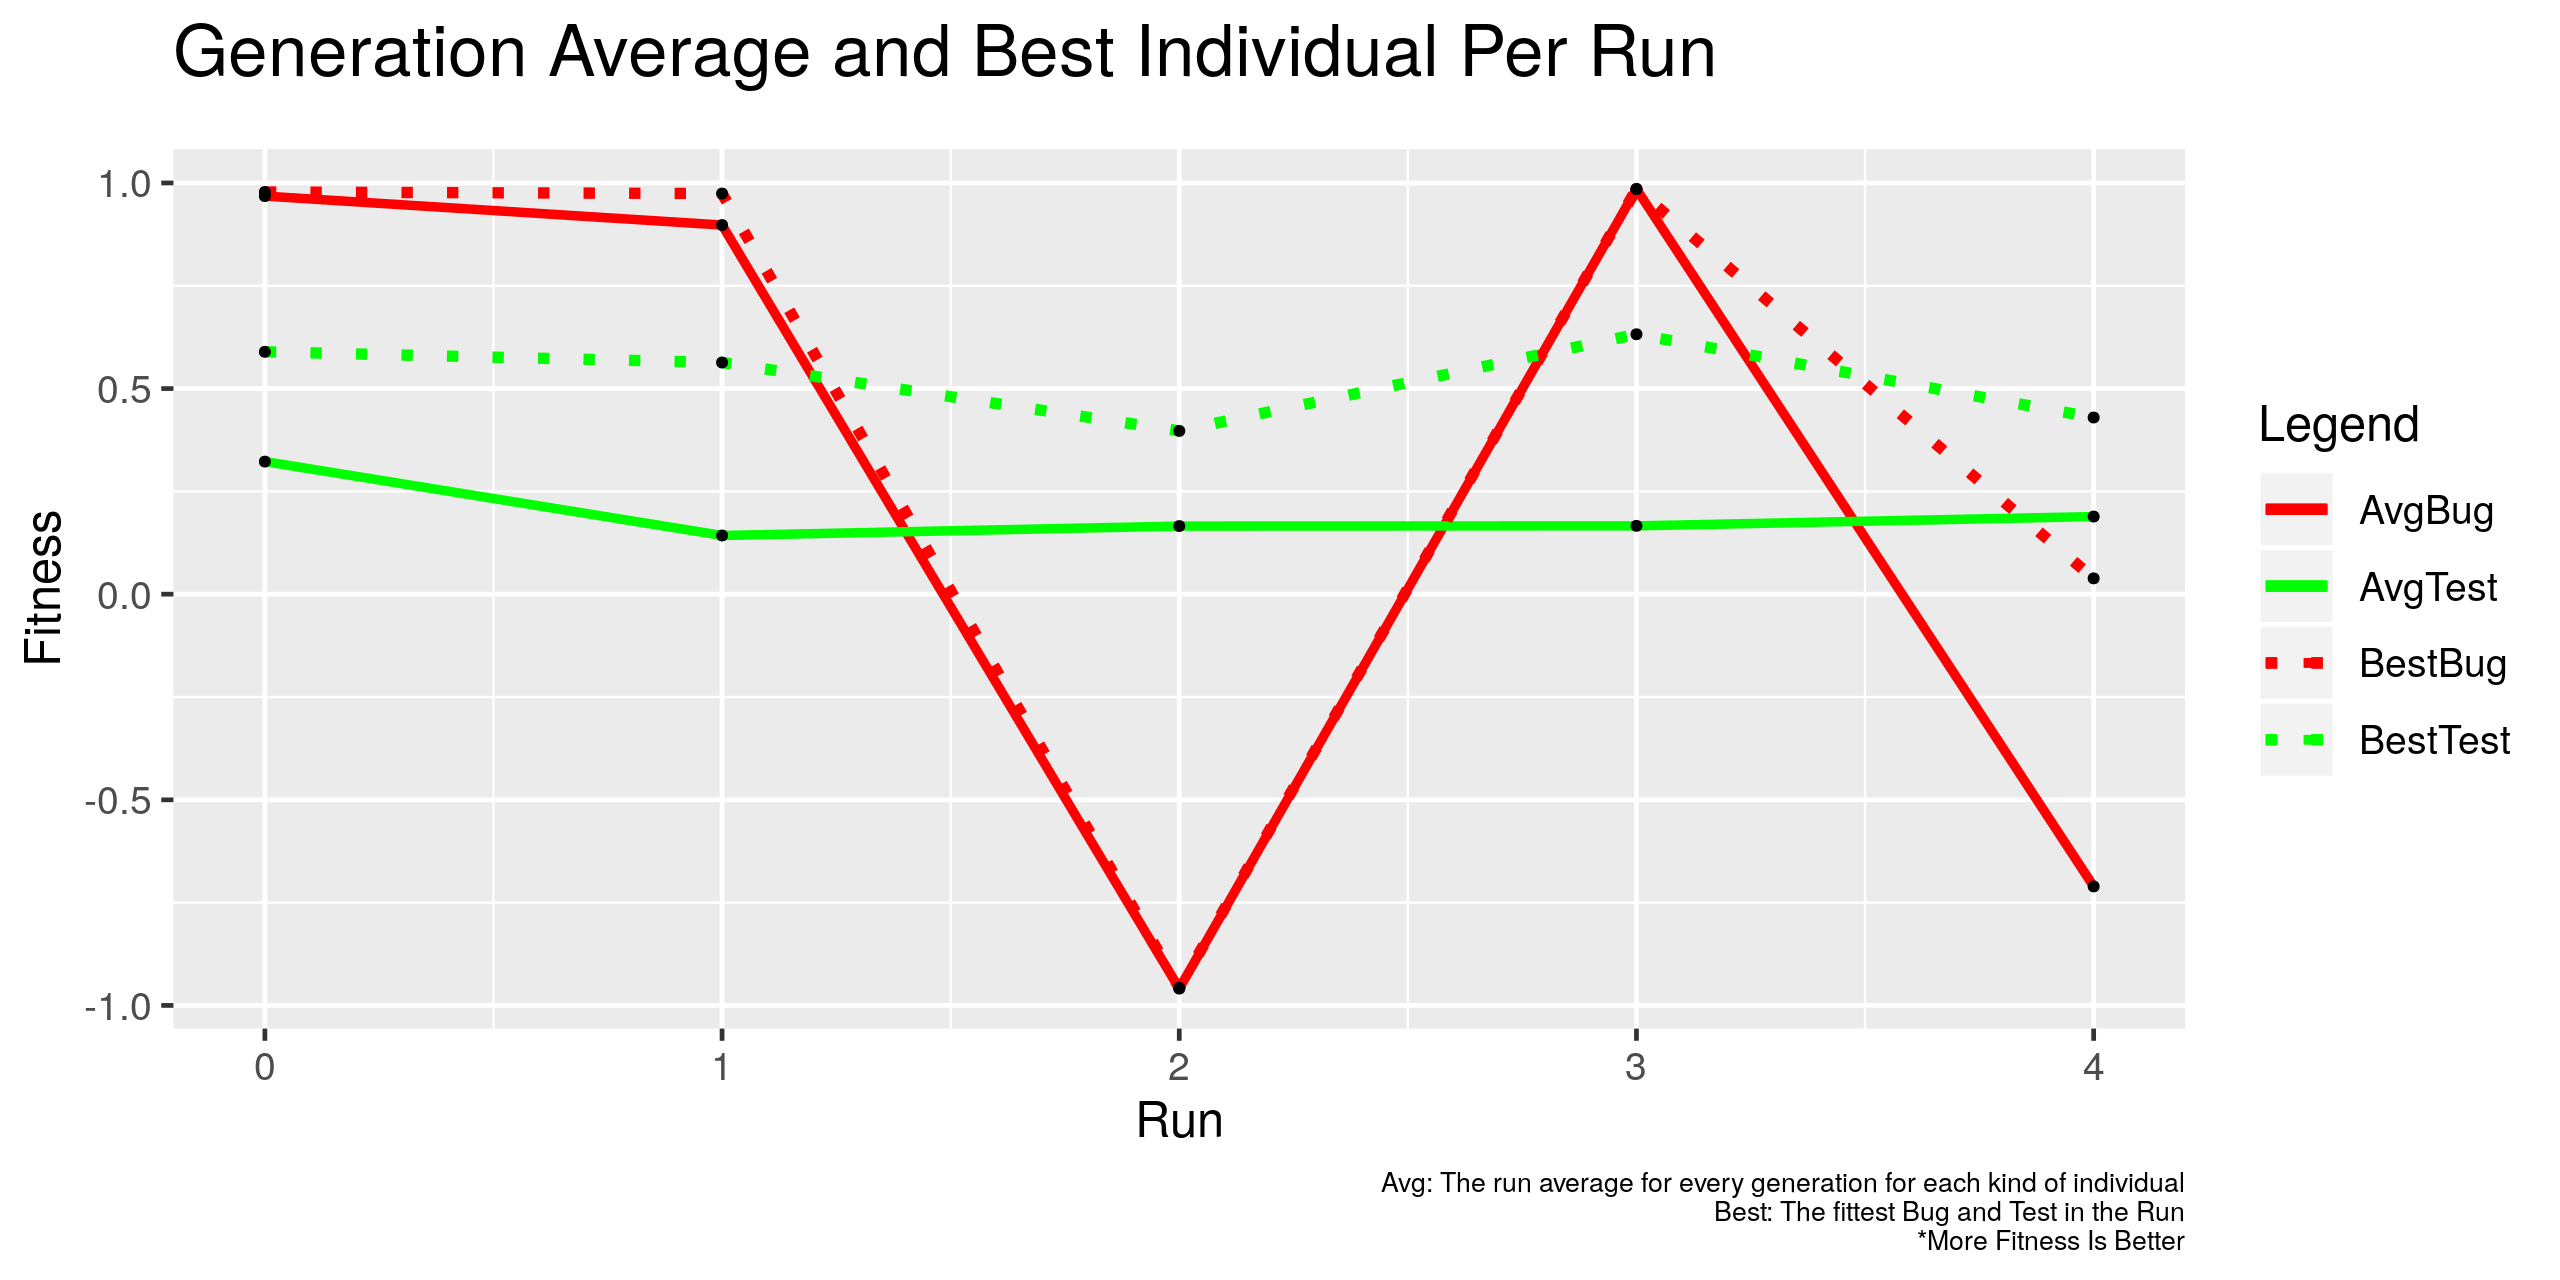 Generation Average and Best Individual Per Run
1.0
0.5
0.0
-0.5
-1.0
Fitness
0 1 2 3 4
Run
Legend
AvgBug
AvgTest
BestBug
BestTest
Avg: The run average for every generation for each kind of individual
Best: The fittest Bug and Test in the Run
*More Fitness Is Better